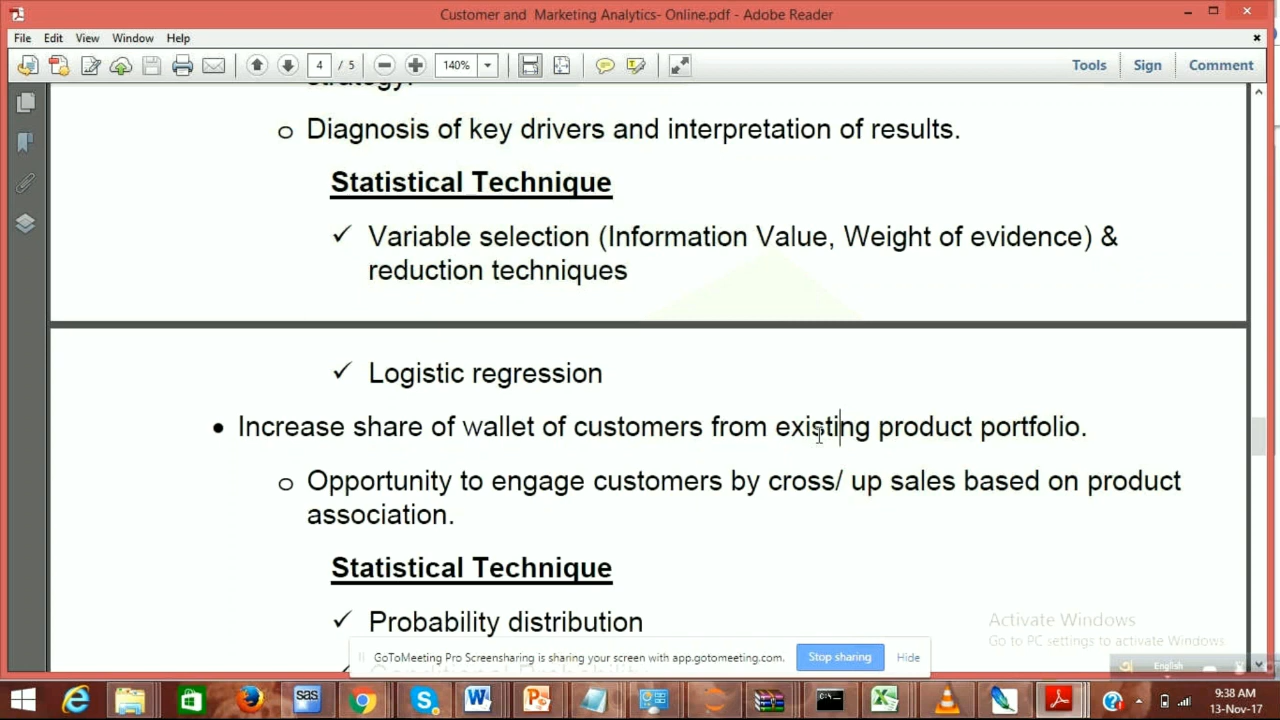 Customer and Marketing Analytics- Online.pdf - Adobe Reader
File Edit View Window Help
4 / 5 140% Tools Sign Comment
strategy.
o Diagnosis of key drivers and interpretation of results.
Statistical Technique
✓ Variable selection (Information Value, Weight of evidence) &
reduction techniques
✓ Logistic regression
• Increase share of wallet of customers from existing product portfolio.
o Opportunity to engage customers by cross/ up sales based on product
association.
Statistical Technique
✓ Probability distribution
Activate Windows
Go to PC settings to activate Windows.
GoToMeeting Pro Screensharing is sharing your screen with app.gotomeeting.com. Stop sharing Hide
English
sas
9:38 AM
13-Nov-17